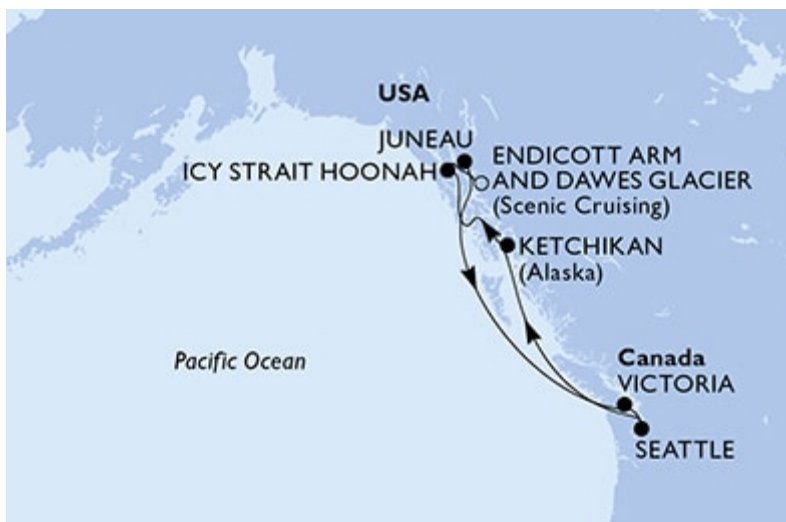 USA
JUNEAU
ICY STRAIT HOONAH
ENDICOTT ARM
AND DAWES GLACIER
(Scenic Cruising)
KETCHIKAN
(Alaska)
Pacific Ocean
Canada
VICTORIA
SEATTLE